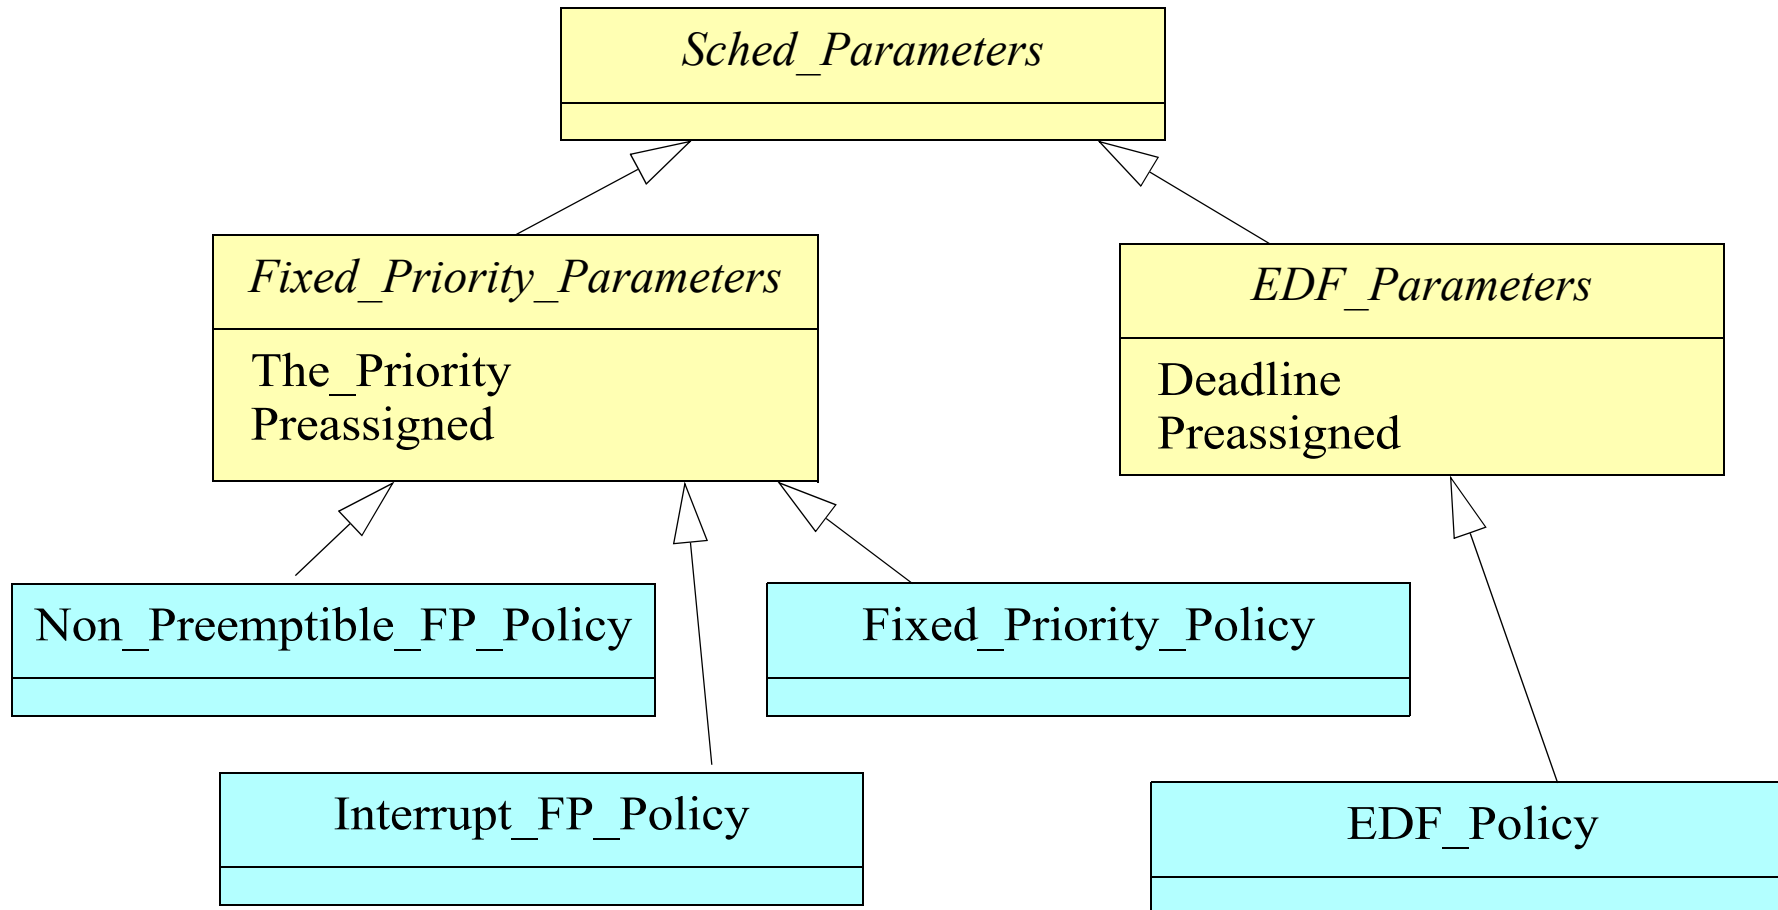 Sched_Parameters
Fixed_Priority_Parameters
The_Priority
Preassigned
EDF_Parameters
Deadline
Preassigned
Non_Preemptible_FP_Policy
Fixed_Priority_Policy
Interrupt_FP_Policy
EDF_Policy